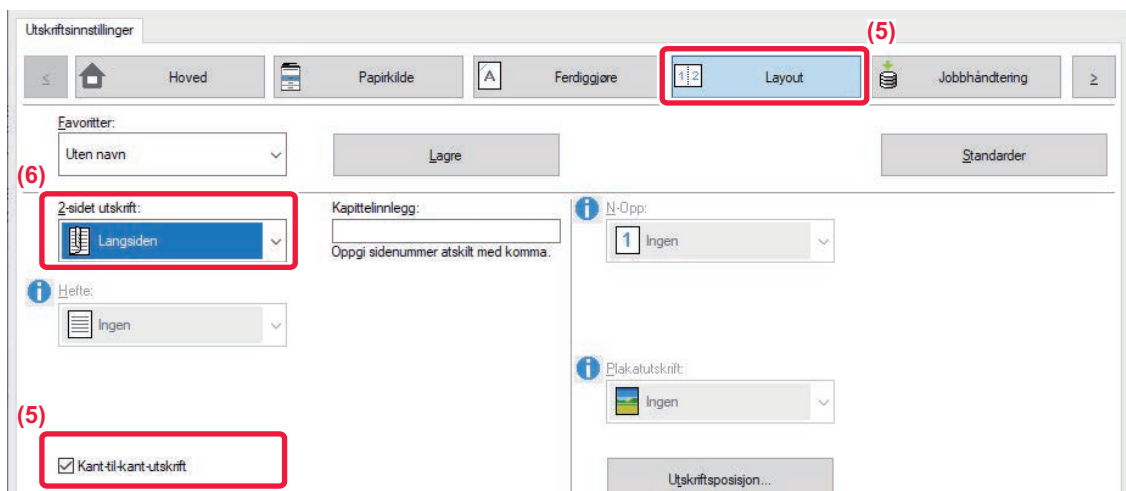 Utskriftsinnstillinger
(5)
≤ Hoved Papirkilde A Ferdiggjøre 1 2 Layout Jobbhåndtering ≥
Favoritter:
Uten navn Lagre Standarder
(6)
2-sidet utskrift: Kapittelinnlegg: N-Opp:
Langsiden 1 Ingen
Oppgi sidenummer atskilt med komma.
Hefte:
Ingen
Plakatutskrift:
Ingen
(5)
Kant-til-kant-utskrift
Utskriftsposisjon...